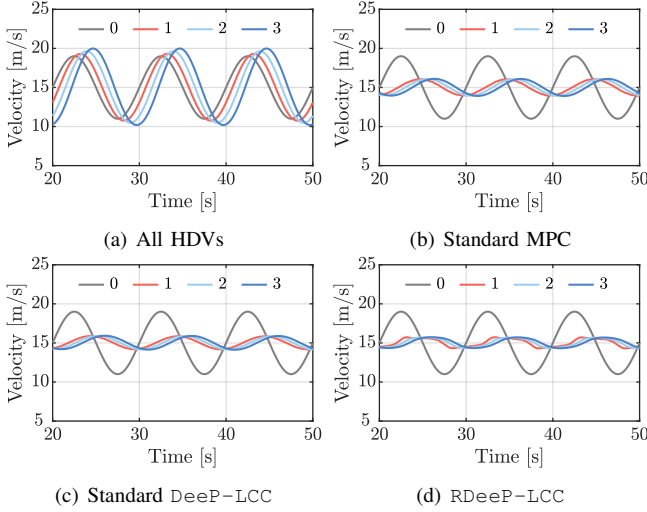 25
0 1 2 3
20
15
10
5
20 30 40 50
Velocity [m/s]
Time [s]
(a) All HDVs
25
0 1 2 3
20
15
10
5
20 30 40 50
Velocity [m/s]
Time [s]
(b) Standard MPC
25
0 1 2 3
20
15
10
5
20 30 40 50
Velocity [m/s]
Time [s]
(c) Standard DeeP-LCC
25
0 1 2 3
20
15
10
5
20 30 40 50
Velocity [m/s]
Time [s]
(d) RDeeP-LCC